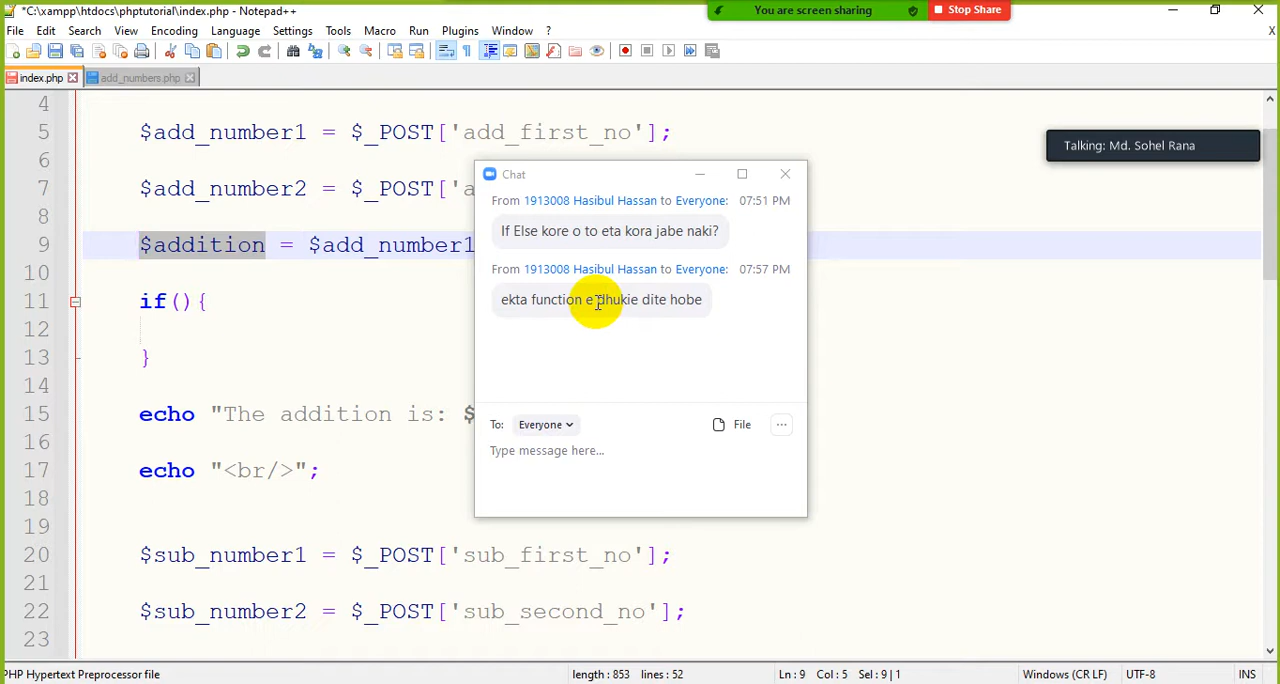 *C:\xampp\htdocs\phptutorial\index.php - Notepad++
You are screen sharing
Stop Share
File Edit Search View Encoding Language Settings Tools Macro Run Plugins Window ?
X
index.php add_numbers.php
4
5 $add_number1 = $_POST['add_first_no'];
Talking: Md. Sohel Rana
6
7 $add_number2 = $_POST['a
8
9 $addition = $add_number1
10
11 if(){
12
13 }
14
15 echo "The addition is: $
16
17 echo "<br/>";
18
19
20 $sub_number1 = $_POST['sub_first_no'];
21
22 $sub_number2 = $_POST['sub_second_no'];
23
Chat
From 1913008 Hasibul Hassan to Everyone: 07:51 PM
If Else kore o to eta kora jabe naki?
From 1913008 Hasibul Hassan to Everyone: 07:57 PM
ekta function e dhukie dite hobe
To: Everyone File ...
Type message here...
PHP Hypertext Preprocessor file length : 853 lines : 52 Ln : 9 Col : 5 Sel : 9 | 1 Windows (CR LF) UTF-8 INS